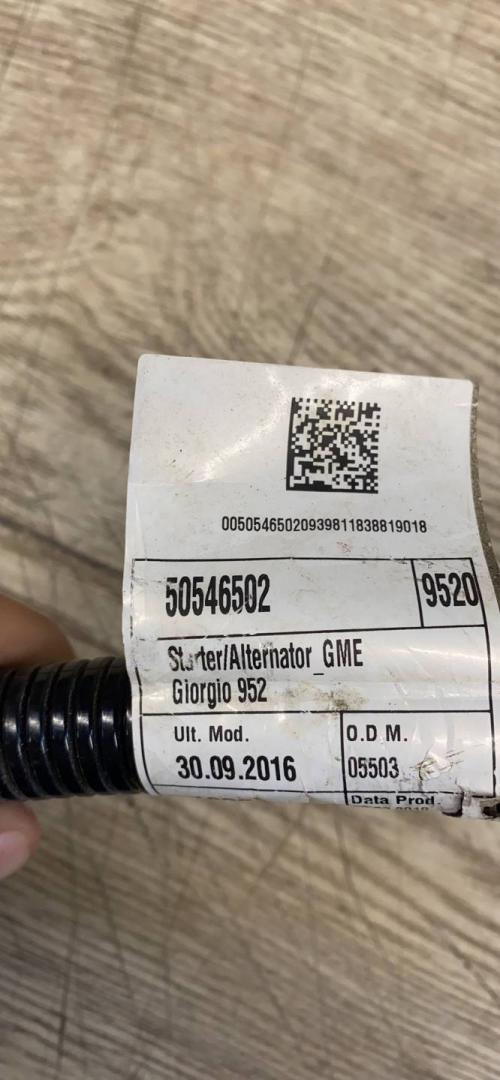 00505465020939811838819018
50546502
9520
Starter/Alternator_GME
Giorgio 952
Ult. Mod.
30.09.2016
O.D.M.
05503
Data Prod.